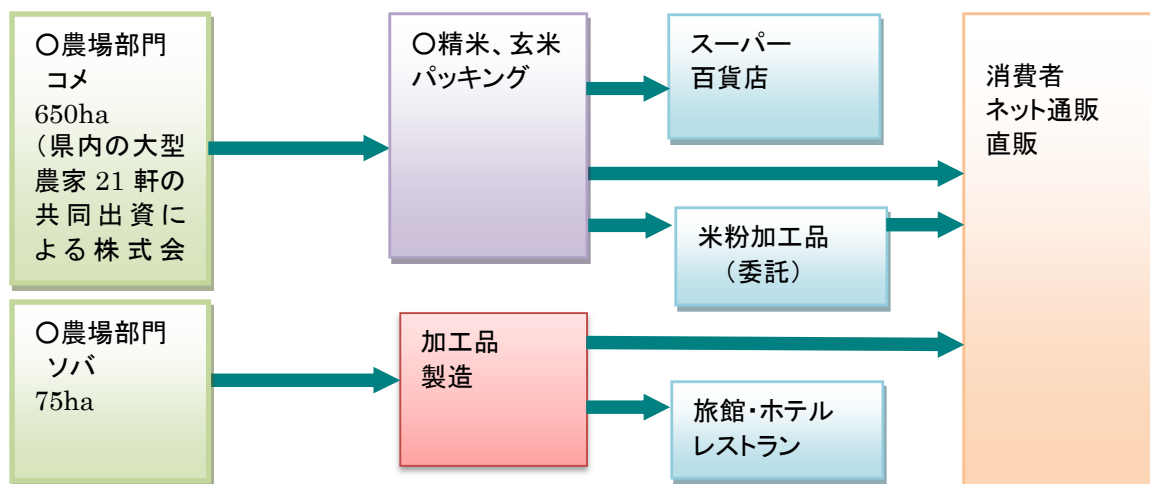 〇農場部門
コメ
650ha
（県内の大型
農家 21 軒の
共同出資に
よる株式会
〇精米、玄米
パッキング
スーパー
百貨店
米粉加工品
（委託）
消費者
ネット通販
直販
〇農場部門
ソバ
75ha
加工品
製造
旅館・ホテル
レストラン